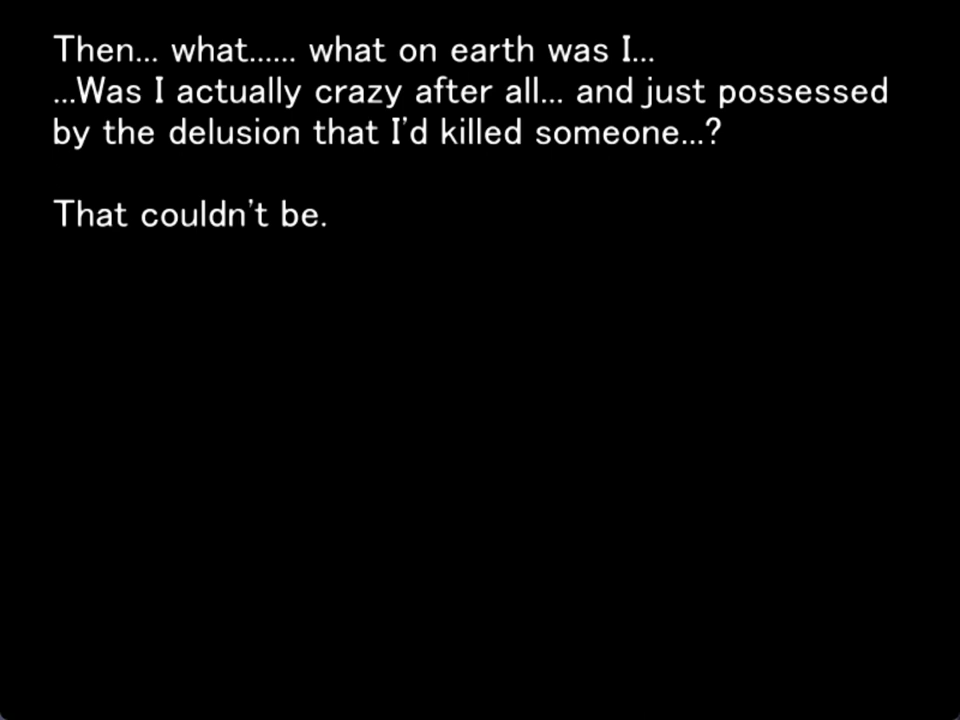 Then... what...... what on earth was I...
...Was I actually crazy after all... and just possessed
by the delusion that I'd killed someone...?
That couldn't be.